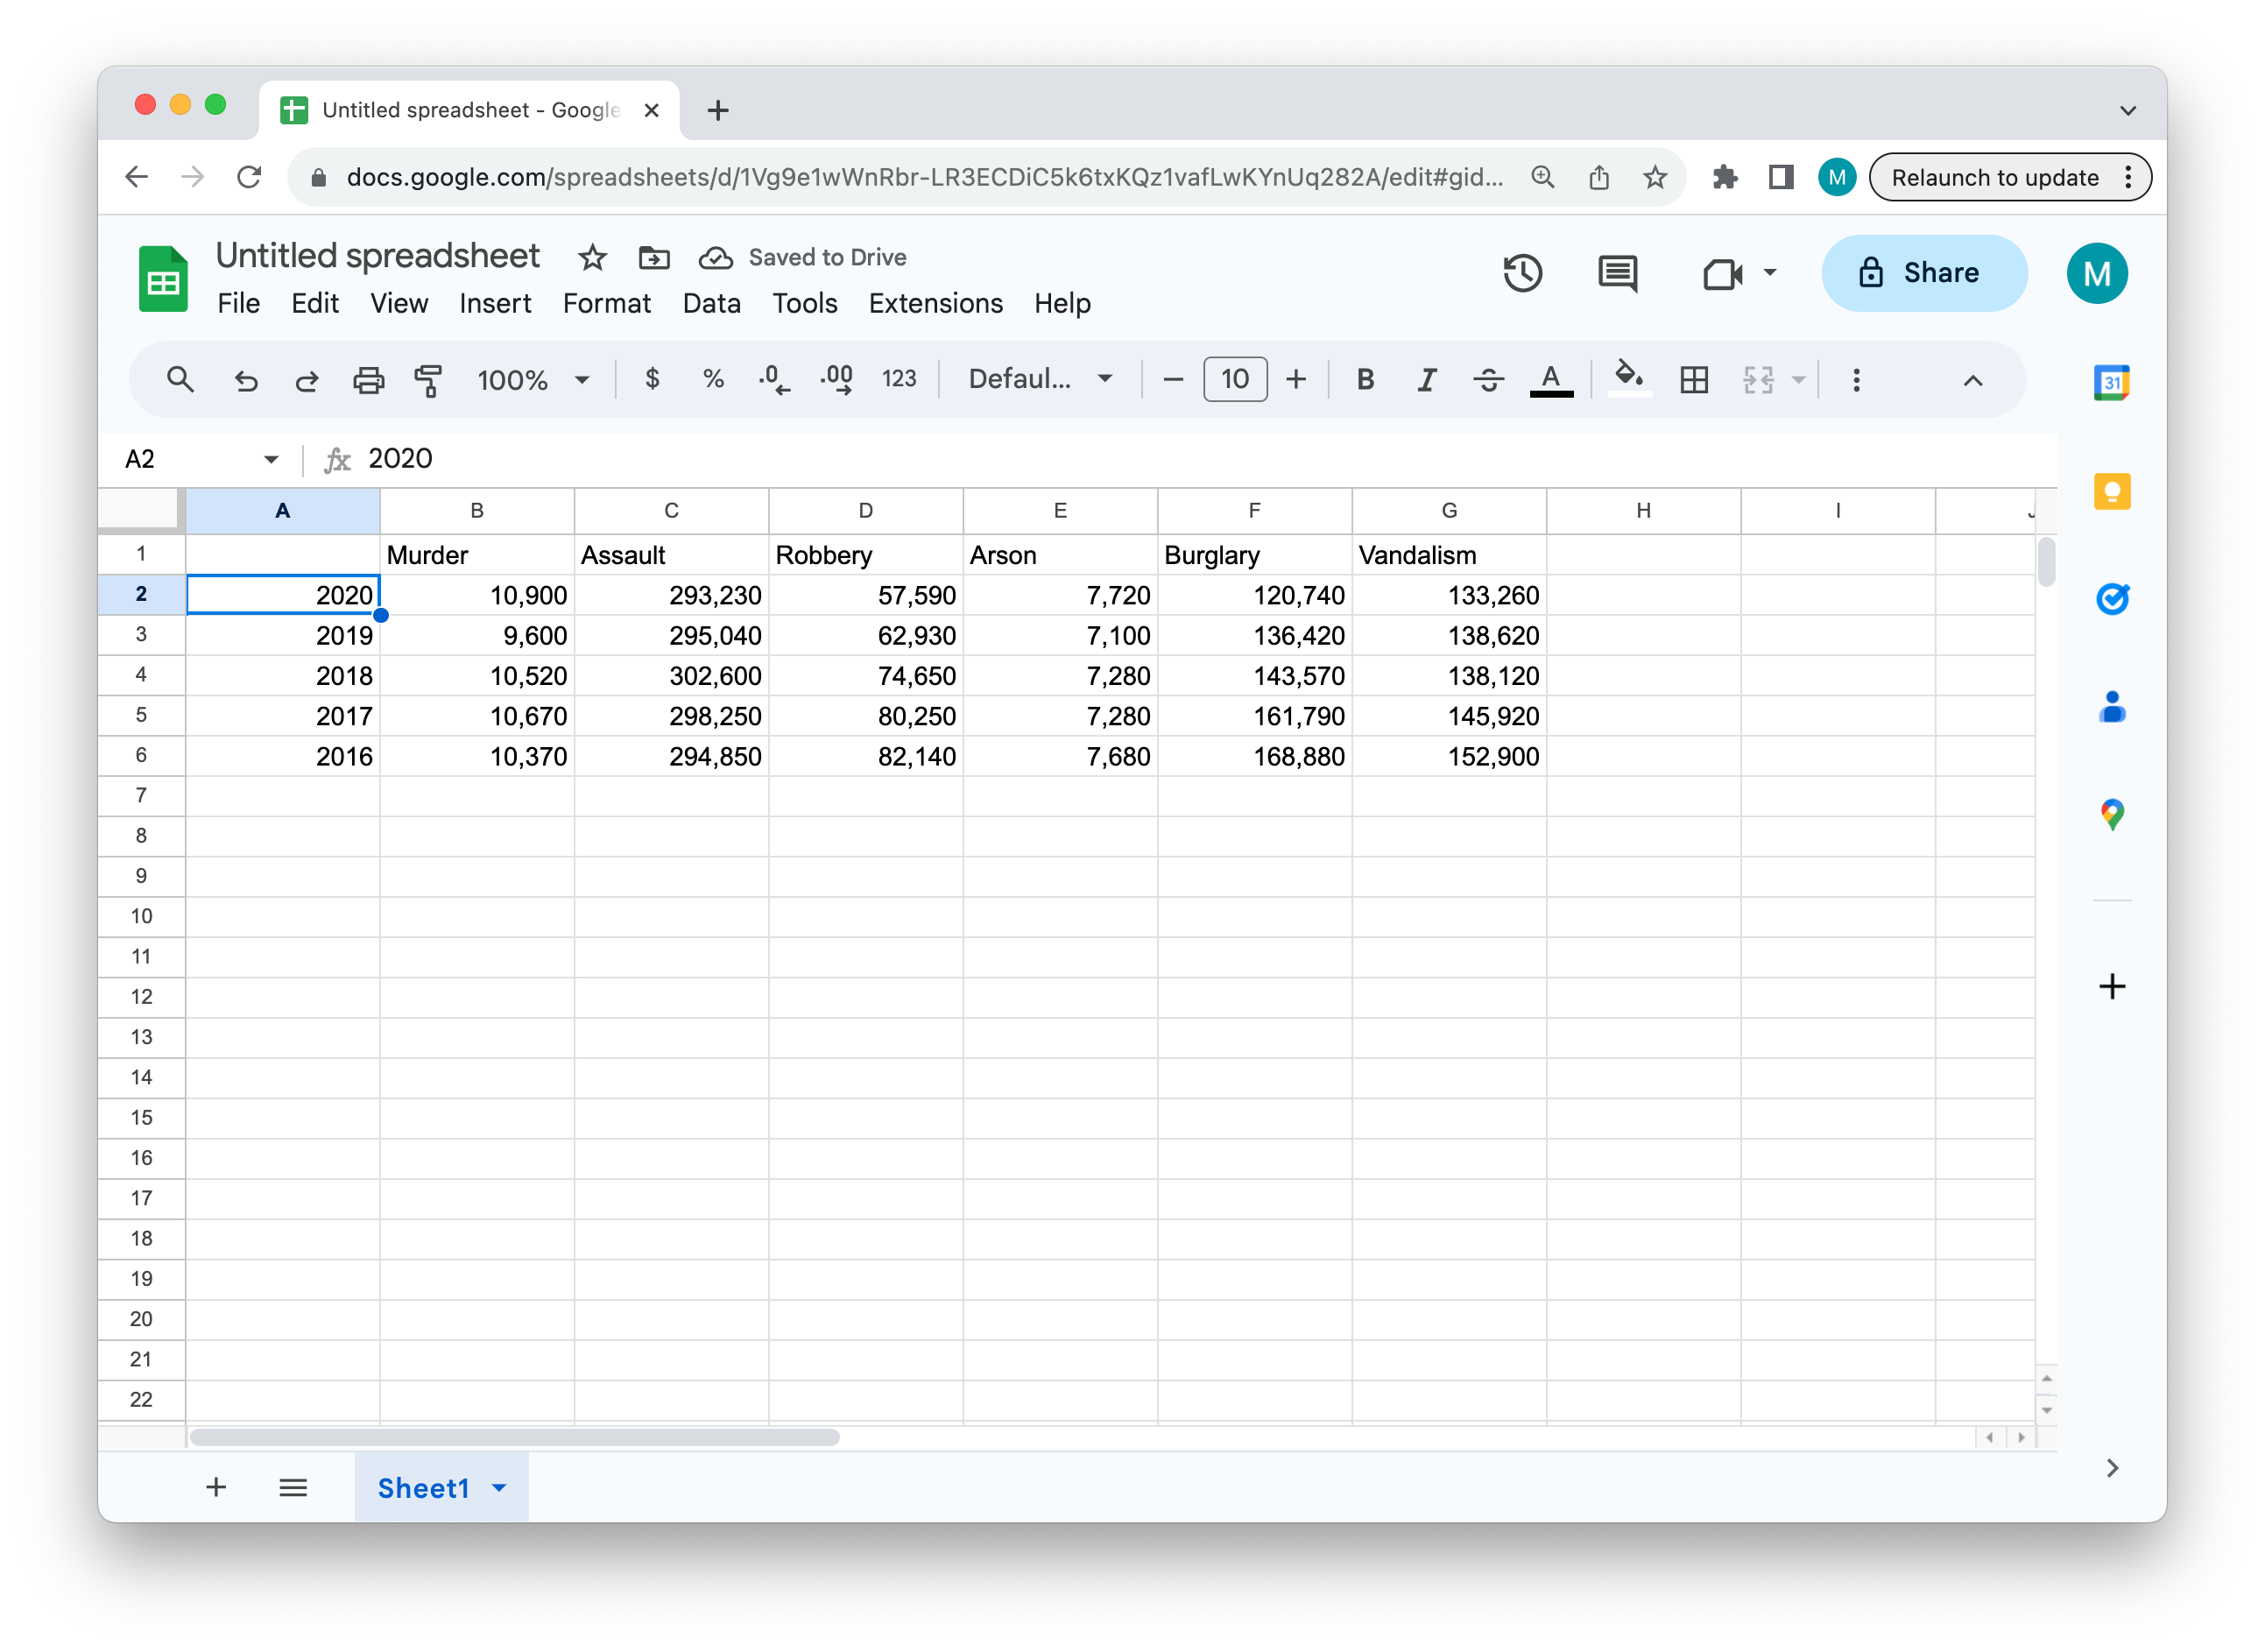 Untitled spreadsheet - Google
docs.google.com/spreadsheets/d/1Vg9e1wWnRbr-LR3ECDiC5k6txKQz1vafLwKYnUq282A/edit#gid...
M
Relaunch to update
Untitled spreadsheet
Saved to Drive
File Edit View Insert Format Data Tools Extensions Help
Share
M
100% $ % .0 .00 123 Defaul... 10 B I S A
31
A2 fx 2020
A B C D E F G H I J
1 Murder Assault Robbery Arson Burglary Vandalism
2 2020 10,900 293,230 57,590 7,720 120,740 133,260
3 2019 9,600 295,040 62,930 7,100 136,420 138,620
4 2018 10,520 302,600 74,650 7,280 143,570 138,120
5 2017 10,670 298,250 80,250 7,280 161,790 145,920
6 2016 10,370 294,850 82,140 7,680 168,880 152,900
7
8
9
10
11
12
13
14
15
16
17
18
19
20
21
22
Sheet1